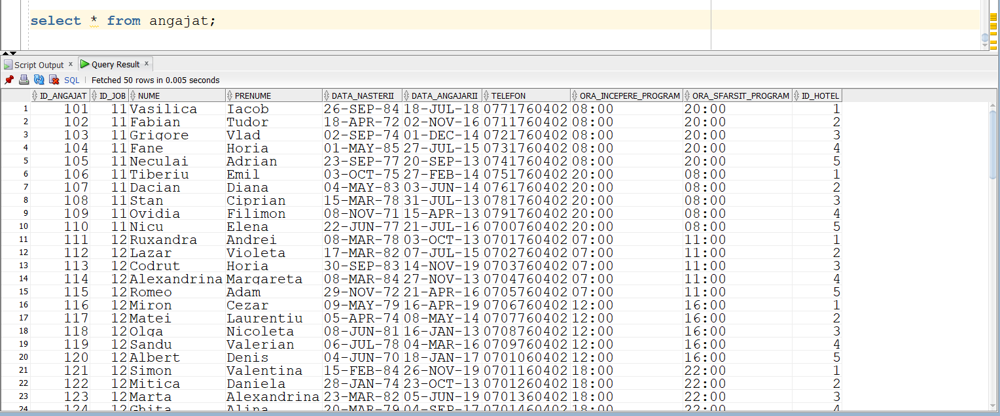 select * from angajat;
Script Output x Query Result x
SQL | Fetched 50 rows in 0.005 seconds
ID_ANGAJAT ID_JOB NUME PRENUME DATA_NASTERII DATA_ANGAJARII TELEFON ORA_INCEPERE_PROGRAM ORA_SFARSIT_PROGRAM ID_HOTEL
1 101 11 Vasilica Iacob 26-SEP-84 18-JUL-18 0771760402 08:00 20:00 1
2 102 11 Fabian Tudor 18-APR-72 02-NOV-16 0711760402 08:00 20:00 2
3 103 11 Grigore Vlad 02-SEP-74 01-DEC-14 0721760402 08:00 20:00 3
4 104 11 Fane Horia 01-MAY-85 27-JUL-15 0731760402 08:00 20:00 4
5 105 11 Neculai Adrian 23-SEP-77 20-SEP-13 0741760402 08:00 20:00 5
6 106 11 Tiberiu Emil 03-OCT-75 27-FEB-14 0751760402 20:00 08:00 1
7 107 11 Dacian Diana 04-MAY-83 03-JUN-14 0761760402 20:00 08:00 2
8 108 11 Stan Ciprian 15-MAR-78 31-JUL-13 0781760402 20:00 08:00 3
9 109 11 Ovidia Filimon 08-NOV-71 15-APR-13 0791760402 20:00 08:00 4
10 110 11 Nicu Elena 22-JUN-77 21-JUL-16 0700760402 20:00 08:00 5
11 111 12 Ruxandra Andrei 08-MAR-78 03-OCT-13 0701760402 07:00 11:00 1
12 112 12 Lazar Violeta 17-MAR-82 07-JUL-15 0702760402 07:00 11:00 2
13 113 12 Codrut Horia 30-SEP-83 14-NOV-19 0703760402 07:00 11:00 3
14 114 12 Alexandrina Margareta 08-MAR-84 27-NOV-13 0704760402 07:00 11:00 4
15 115 12 Romeo Adam 29-NOV-72 21-APR-16 0705760402 07:00 11:00 5
16 116 12 Miron Cezar 09-MAY-79 16-APR-19 0706760402 12:00 16:00 1
17 117 12 Matei Laurentiu 05-APR-74 08-MAY-14 0707760402 12:00 16:00 2
18 118 12 Olga Nicoleta 08-JUN-81 16-JAN-13 0708760402 12:00 16:00 3
19 119 12 Sandu Valerian 06-JUL-78 04-MAR-16 0709760402 12:00 16:00 4
20 120 12 Albert Denis 04-JUN-70 18-JAN-17 0701060402 12:00 16:00 5
21 121 12 Simon Valentina 15-FEB-84 26-NOV-19 0701160402 18:00 22:00 1
22 122 12 Mitica Daniela 28-JAN-74 23-OCT-13 0701260402 18:00 22:00 2
23 123 12 Marta Alexandrina 23-MAR-82 05-JUN-19 0701360402 18:00 22:00 3
24 124 12 Ghita Alina 20-MAR-79 04-SEP-17 0701460402 18:00 22:00 4